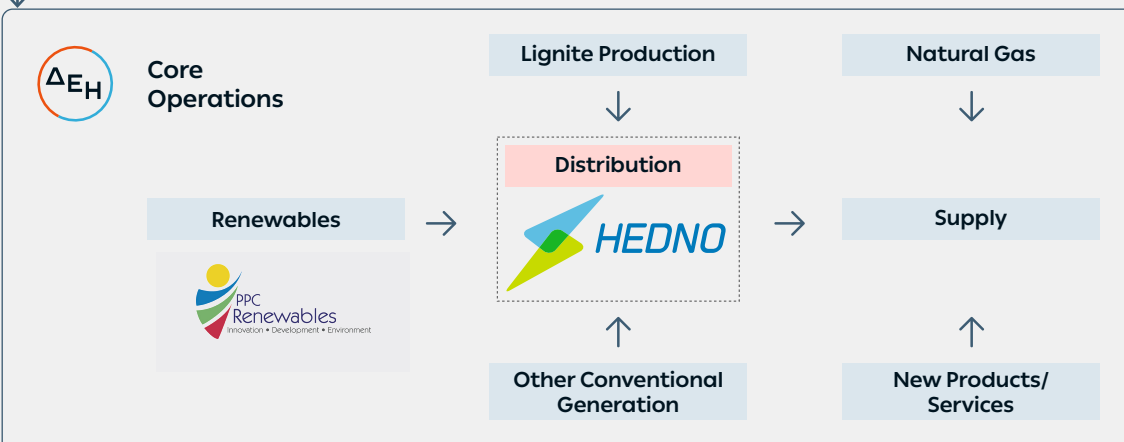 ΔΕΗ
Core
Operations
Lignite Production
Natural Gas
Distribution
HEDNO
Renewables
Supply
PPC
Renewables
Innovation • Development • Environment
Other Conventional
Generation
New Products/
Services